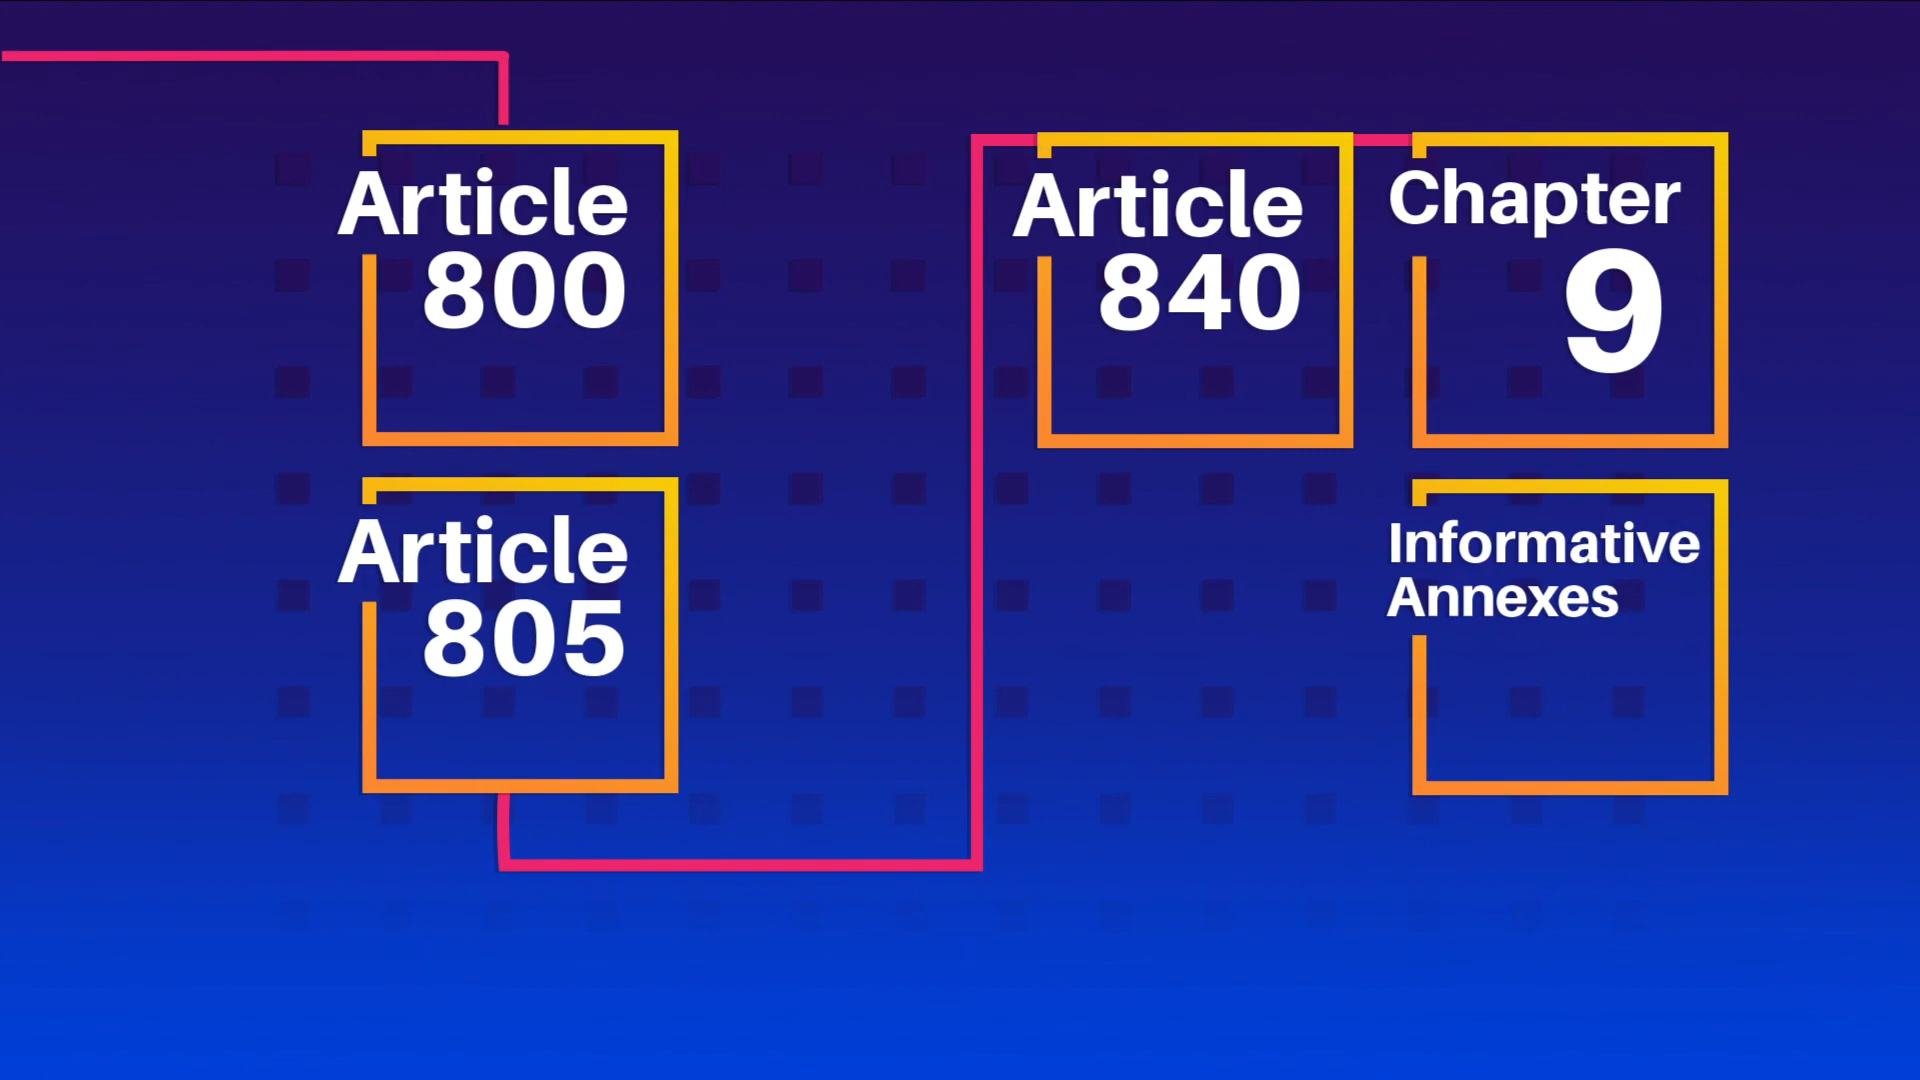 Article
800
Article
805
Article
840
Chapter
9
Informative
Annexes